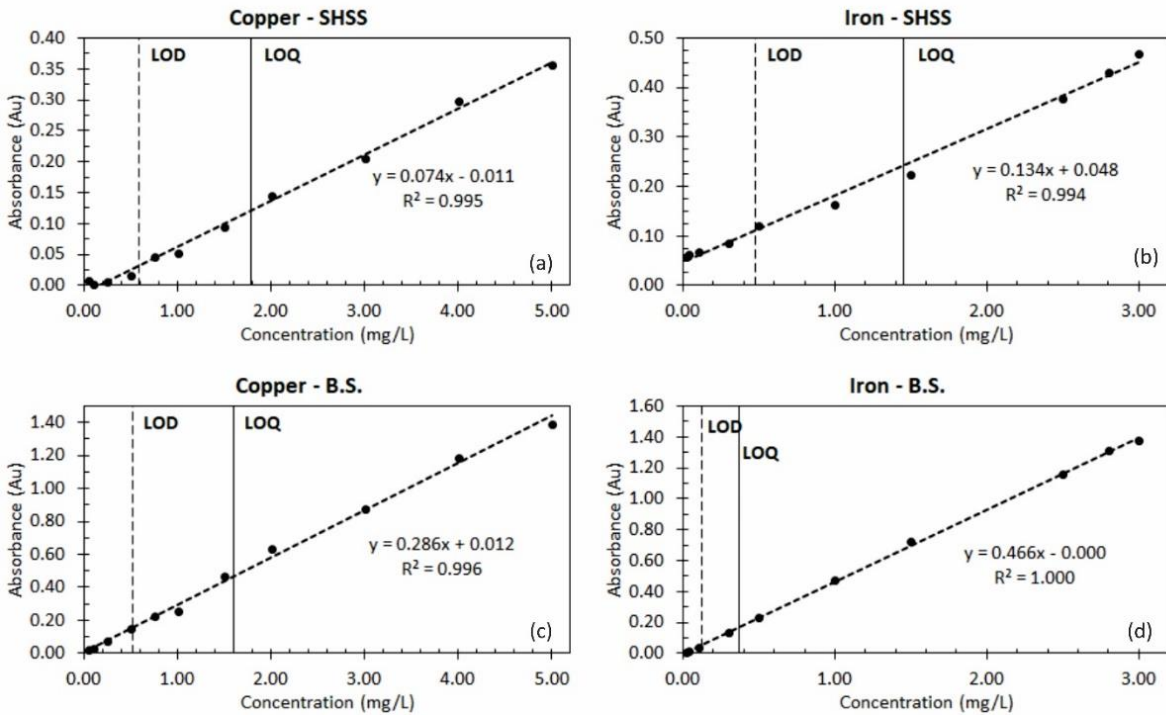 Copper - SHSS
0.40
0.35
0.30
0.25
0.20
0.15
0.10
0.05
0.00
Absorbance (Au)
LOD
LOQ
y = 0.074x - 0.011
R² = 0.995
(a)
0.00 1.00 2.00 3.00 4.00 5.00
Concentration (mg/L)
Iron - SHSS
0.50
0.40
0.30
0.20
0.10
0.00
Absorbance (Au)
LOD
LOQ
y = 0.134x + 0.048
R² = 0.994
(b)
0.00 1.00 2.00 3.00
Concentration (mg/L)
Copper - B.S.
1.40
1.20
1.00
0.80
0.60
0.40
0.20
0.00
Absorbance (Au)
LOD
LOQ
y = 0.286x + 0.012
R² = 0.996
(c)
0.00 1.00 2.00 3.00 4.00 5.00
Concentration (mg/L)
Iron - B.S.
1.60
1.40
1.20
1.00
0.80
0.60
0.40
0.20
0.00
Absorbance (Au)
LOD
LOQ
y = 0.466x - 0.000
R² = 1.000
(d)
0.00 1.00 2.00 3.00
Concentration (mg/L)